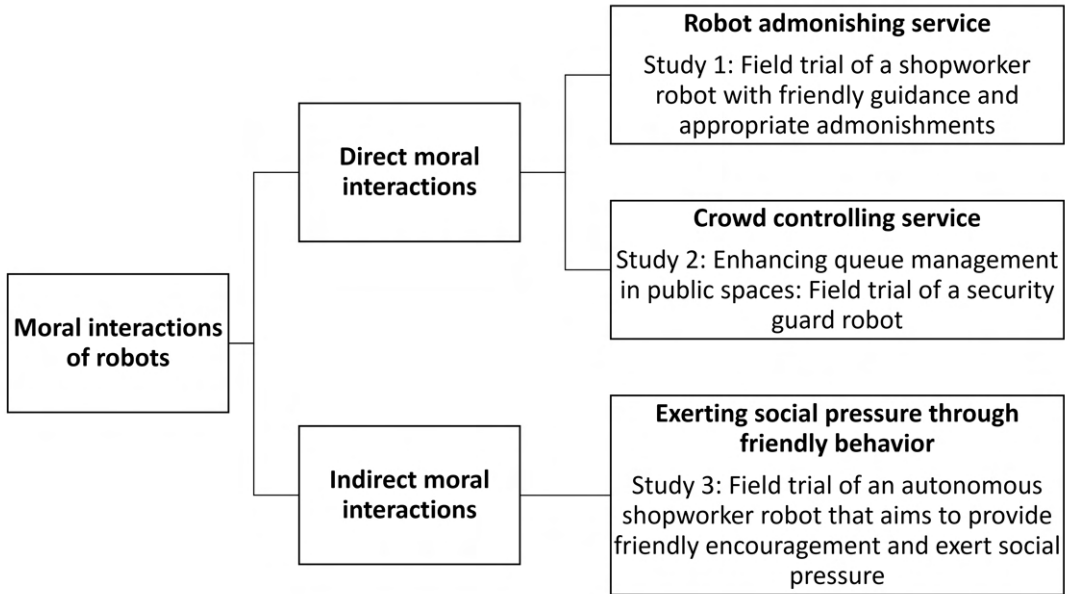 Moral interactions
of robots
Direct moral
interactions
Robot admonishing service
Study 1: Field trial of a shopworker
robot with friendly guidance and
appropriate admonishments
Crowd controlling service
Study 2: Enhancing queue management
in public spaces: Field trial of a security
guard robot
Indirect moral
interactions
Exerting social pressure through
friendly behavior
Study 3: Field trial of an autonomous
shopworker robot that aims to provide
friendly encouragement and exert social
pressure